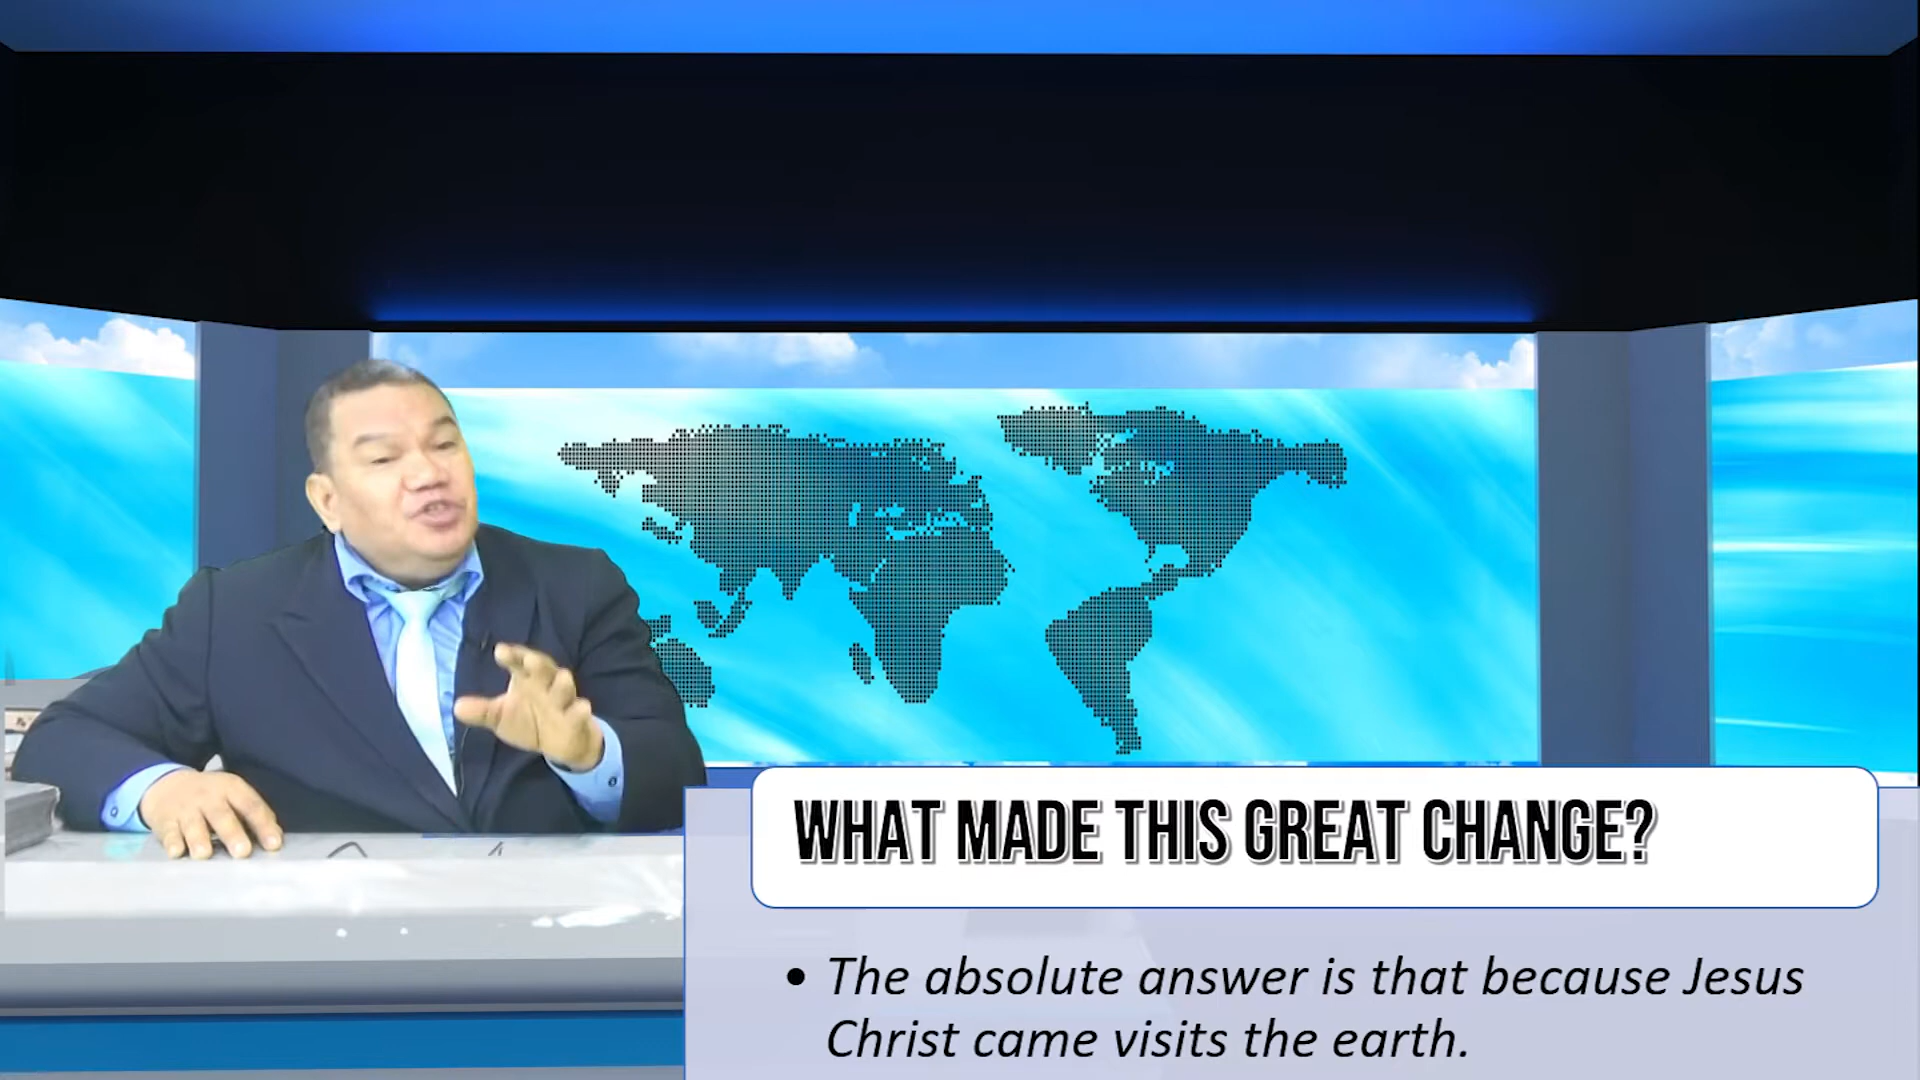 WHAT MADE THIS GREAT CHANGE?
• The absolute answer is that because Jesus
Christ came visits the earth.